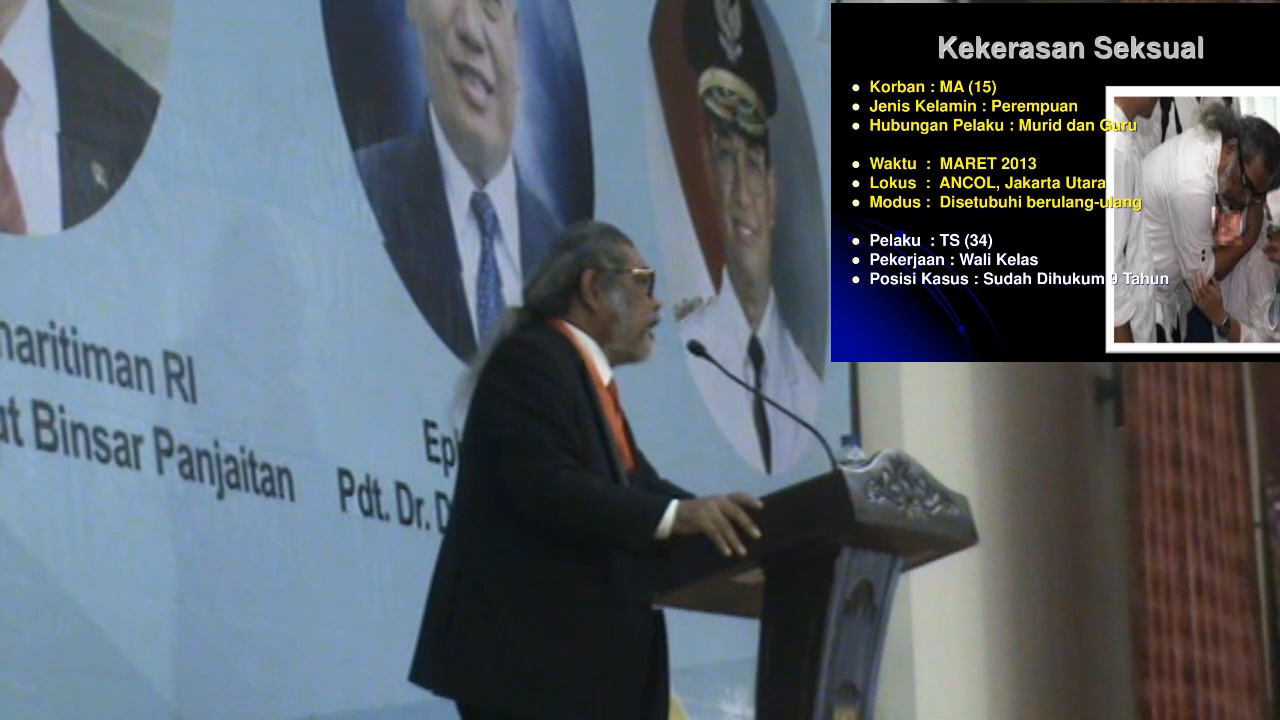 Kekerasan Seksual
● Korban : MA (15)
● Jenis Kelamin : Perempuan
● Hubungan Pelaku : Murid dan Guru
● Waktu : MARET 2013
● Lokus : ANCOL, Jakarta Utara
● Modus : Disetubuhi berulang-ulang
● Pelaku : TS (34)
● Pekerjaan : Wali Kelas
● Posisi Kasus : Sudah Dihukum 9 Tahun
maritiman RI
Binsar Panjaitan
Pdt. Dr.